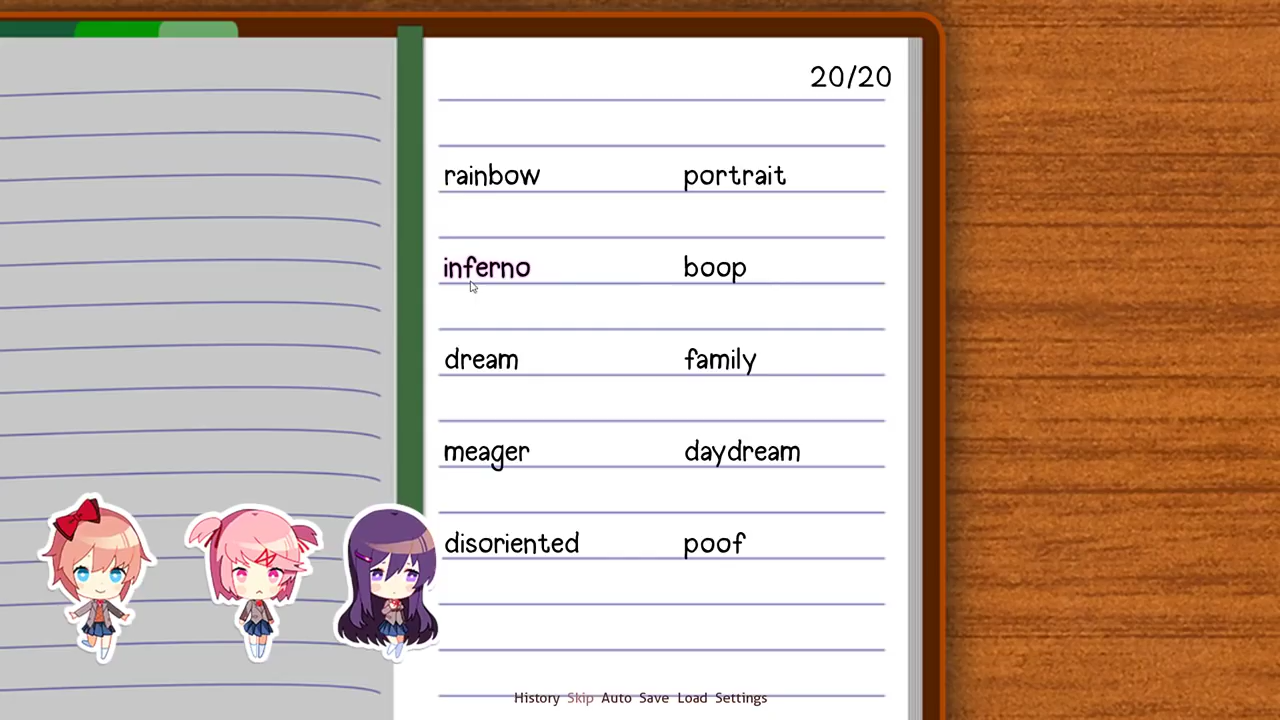 20/20
rainbow portrait
inferno boop
dream family
meager daydream
disoriented poof
History Skip Auto Save Load Settings